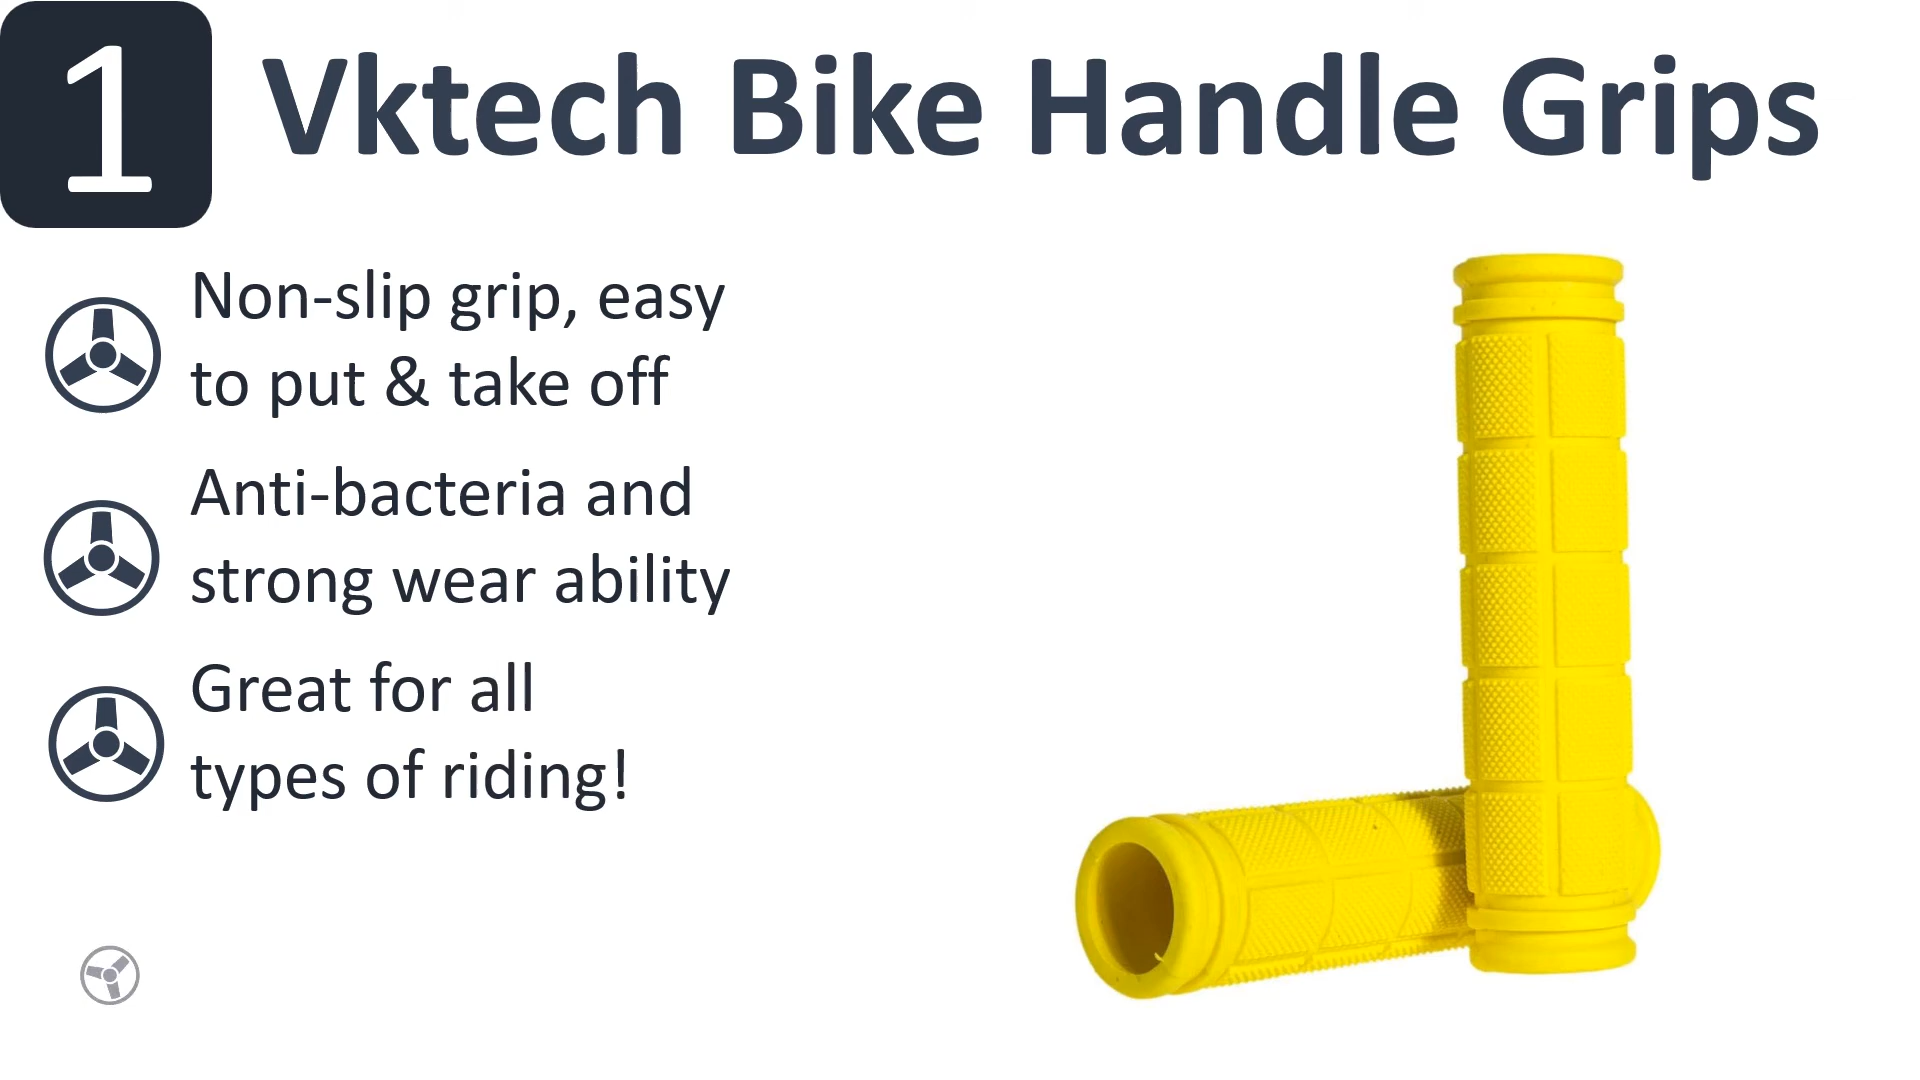 1
Vktech Bike Handle Grips
Non-slip grip, easy
to put & take off
Anti-bacteria and
strong wear ability
Great for all
types of riding!